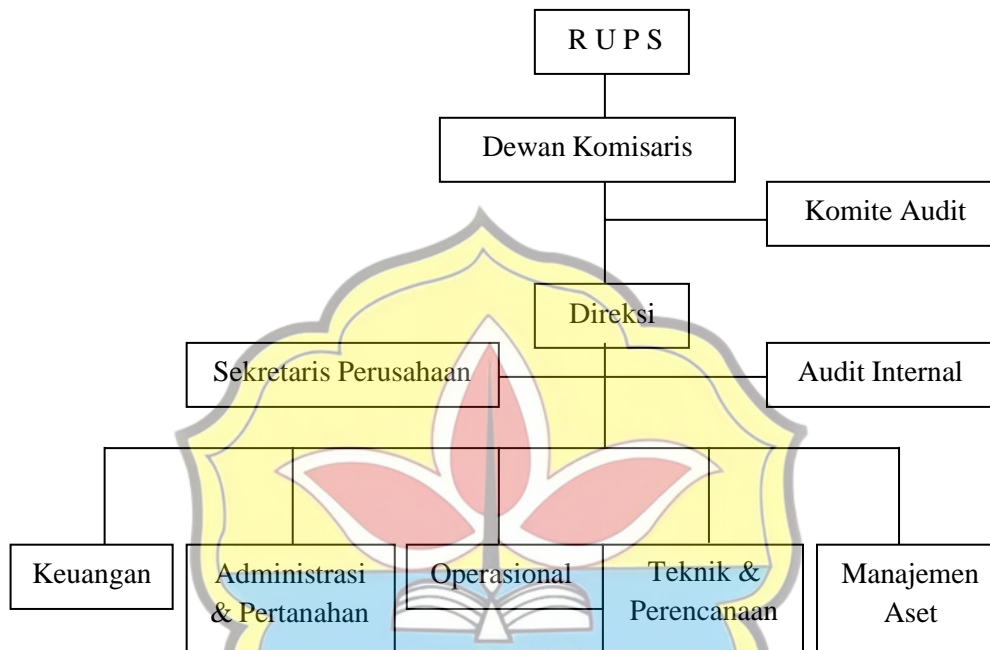 R U P S
Dewan Komisaris
Komite Audit
Direksi
Sekretaris Perusahaan
Audit Internal
Keuangan
Administrasi
& Pertanahan
Operasional
Teknik &
Perencanaan
Manajemen
Aset